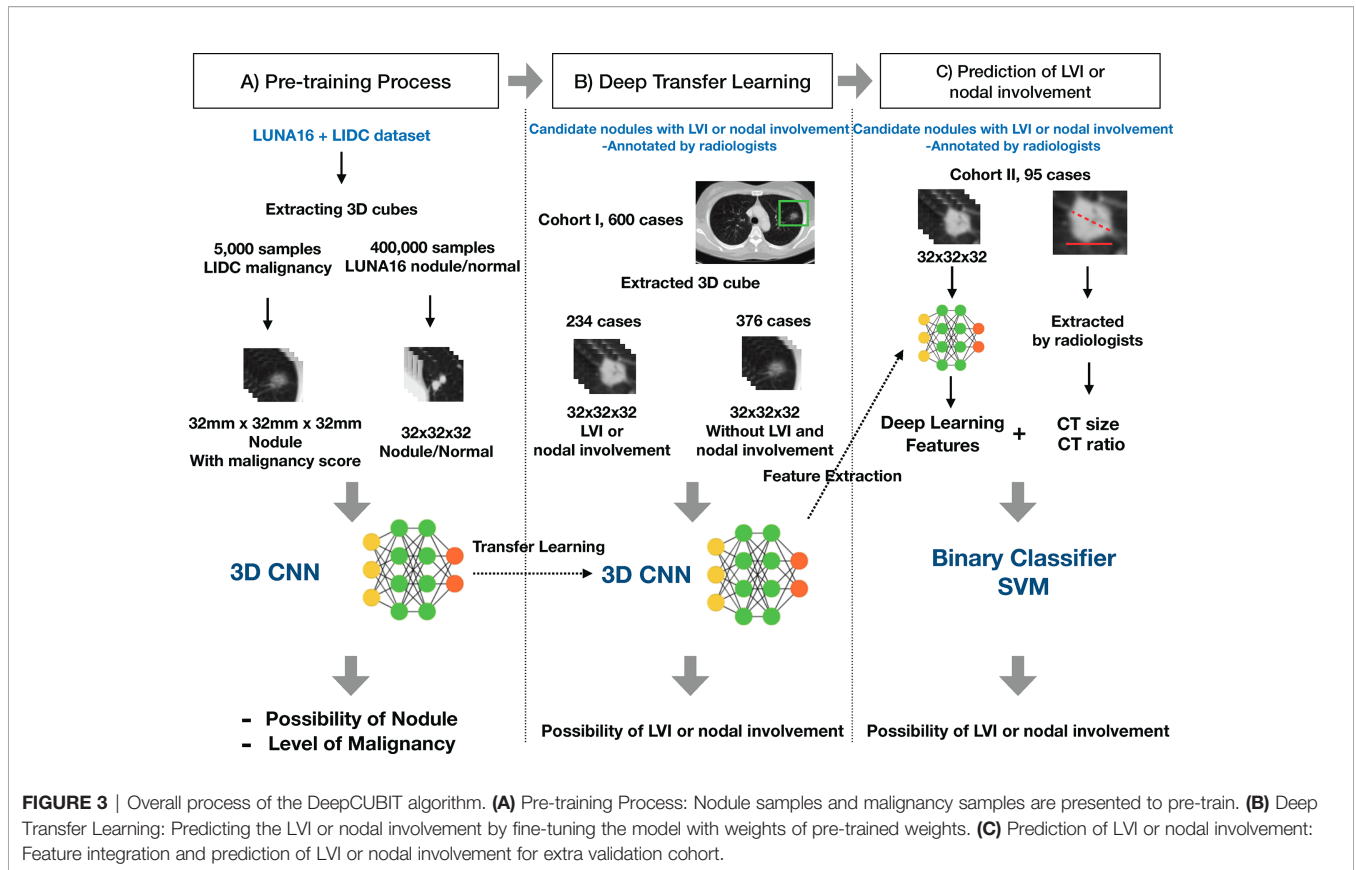 A) Pre-training Process
B) Deep Transfer Learning
C) Prediction of LVI or
nodal involvement
LUNA16 + LIDC dataset
Extracting 3D cubes
5,000 samples
LIDC malignancy
400,000 samples
LUNA16 nodule/normal
32mm x 32mm x 32mm
Nodule
With malignancy score
32x32x32
Nodule/Normal
3D CNN
Transfer Learning
- Possibility of Nodule
- Level of Malignancy
Candidate nodules with LVI or nodal involvement
-Annotated by radiologists
Cohort I, 600 cases
Extracted 3D cube
234 cases
376 cases
32x32x32
LVI or
nodal involvement
32x32x32
Without LVI and
nodal involvement
Feature Extraction
3D CNN
Possibility of LVI or nodal involvement
Candidate nodules with LVI or nodal involvement
-Annotated by radiologists
Cohort II, 95 cases
32x32x32
Extracted
by radiologists
Deep Learning
Features
+
CT size
CT ratio
Binary Classifier
SVM
Possibility of LVI or nodal involvement
FIGURE 3 | Overall process of the DeepCUBIT algorithm. (A) Pre-training Process: Nodule samples and malignancy samples are presented to pre-train. (B) Deep
Transfer Learning: Predicting the LVI or nodal involvement by fine-tuning the model with weights of pre-trained weights. (C) Prediction of LVI or nodal involvement:
Feature integration and prediction of LVI or nodal involvement for extra validation cohort.